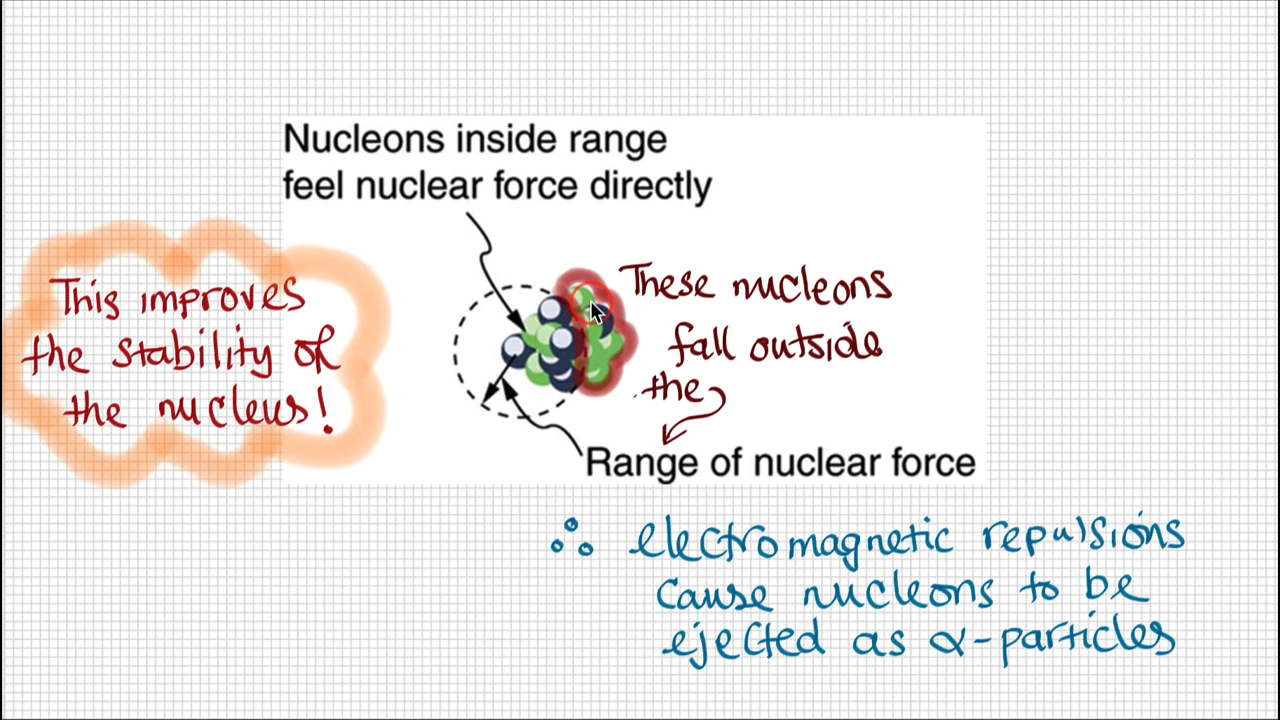 Nucleons inside range
feel nuclear force directly
This improves
the stability of
the nucleus!
These nucleons
fall outside
the
Range of nuclear force
∴ electromagnetic repulsions
cause nucleons to be
ejected as α-particles